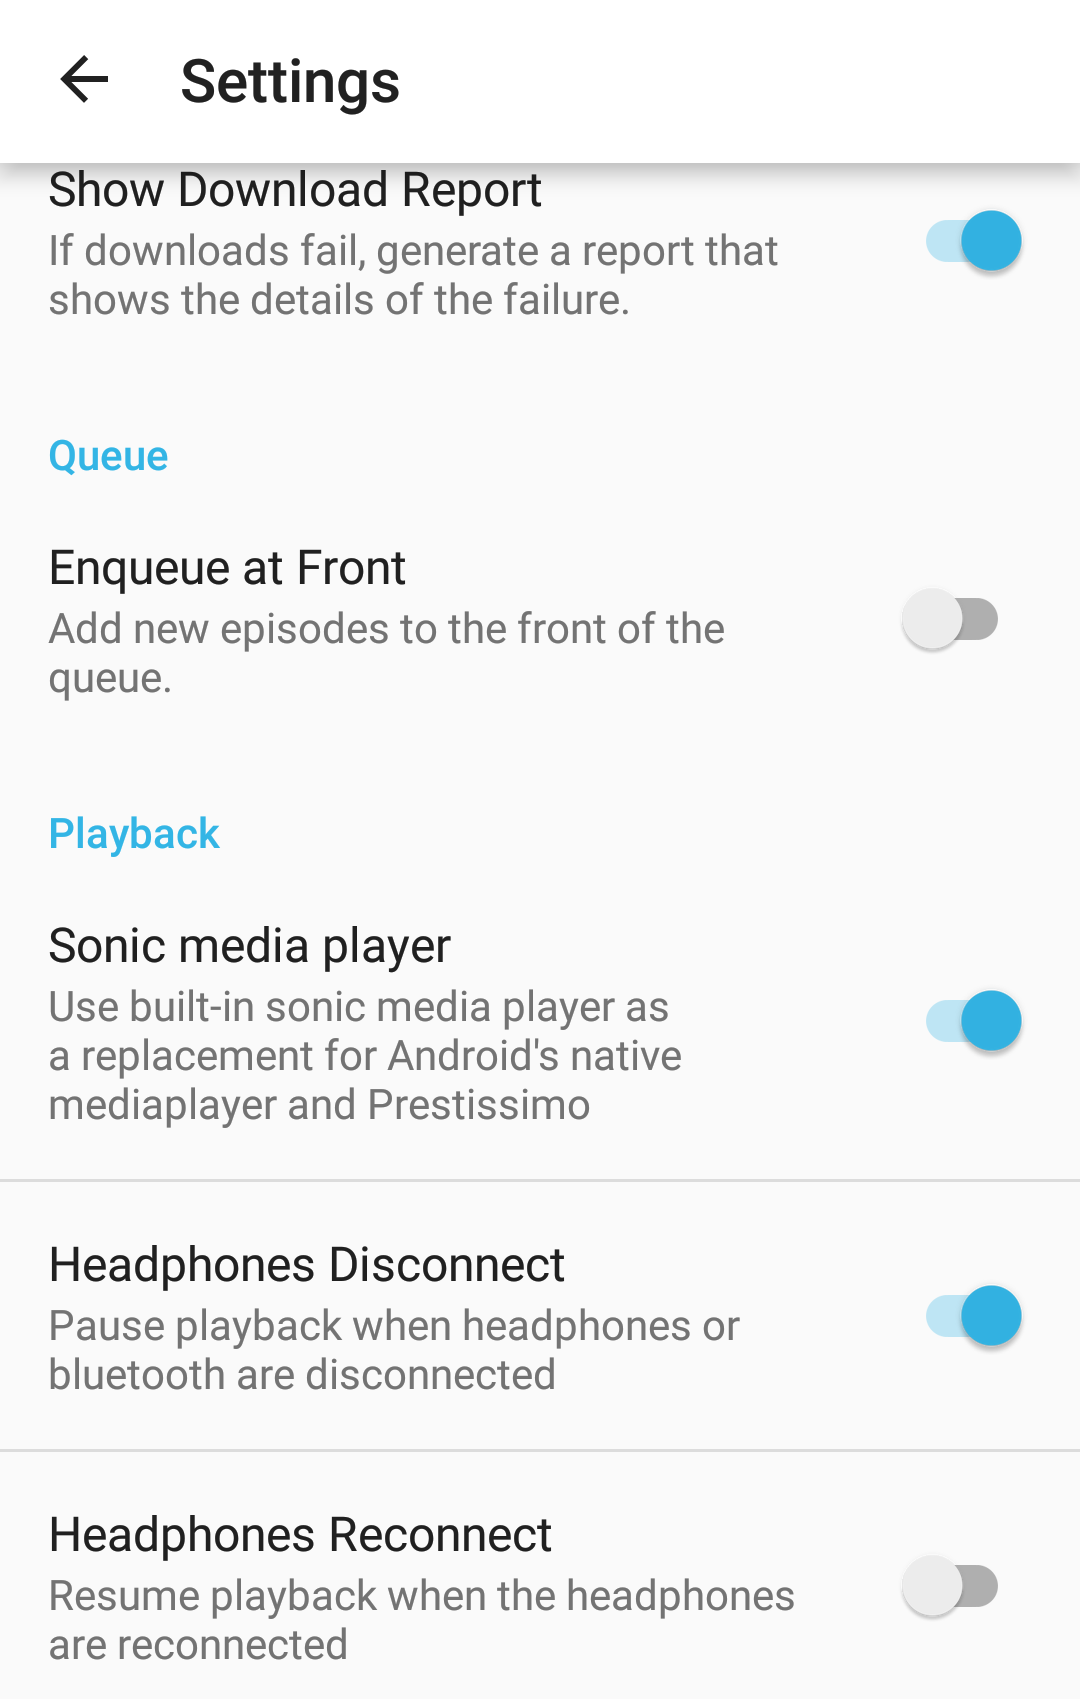 Settings
Show Download Report
If downloads fail, generate a report that
shows the details of the failure.
Queue
Enqueue at Front
Add new episodes to the front of the
queue.
Playback
Sonic media player
Use built-in sonic media player as
a replacement for Android's native
mediaplayer and Prestissimo
Headphones Disconnect
Pause playback when headphones or
bluetooth are disconnected
Headphones Reconnect
Resume playback when the headphones
are reconnected